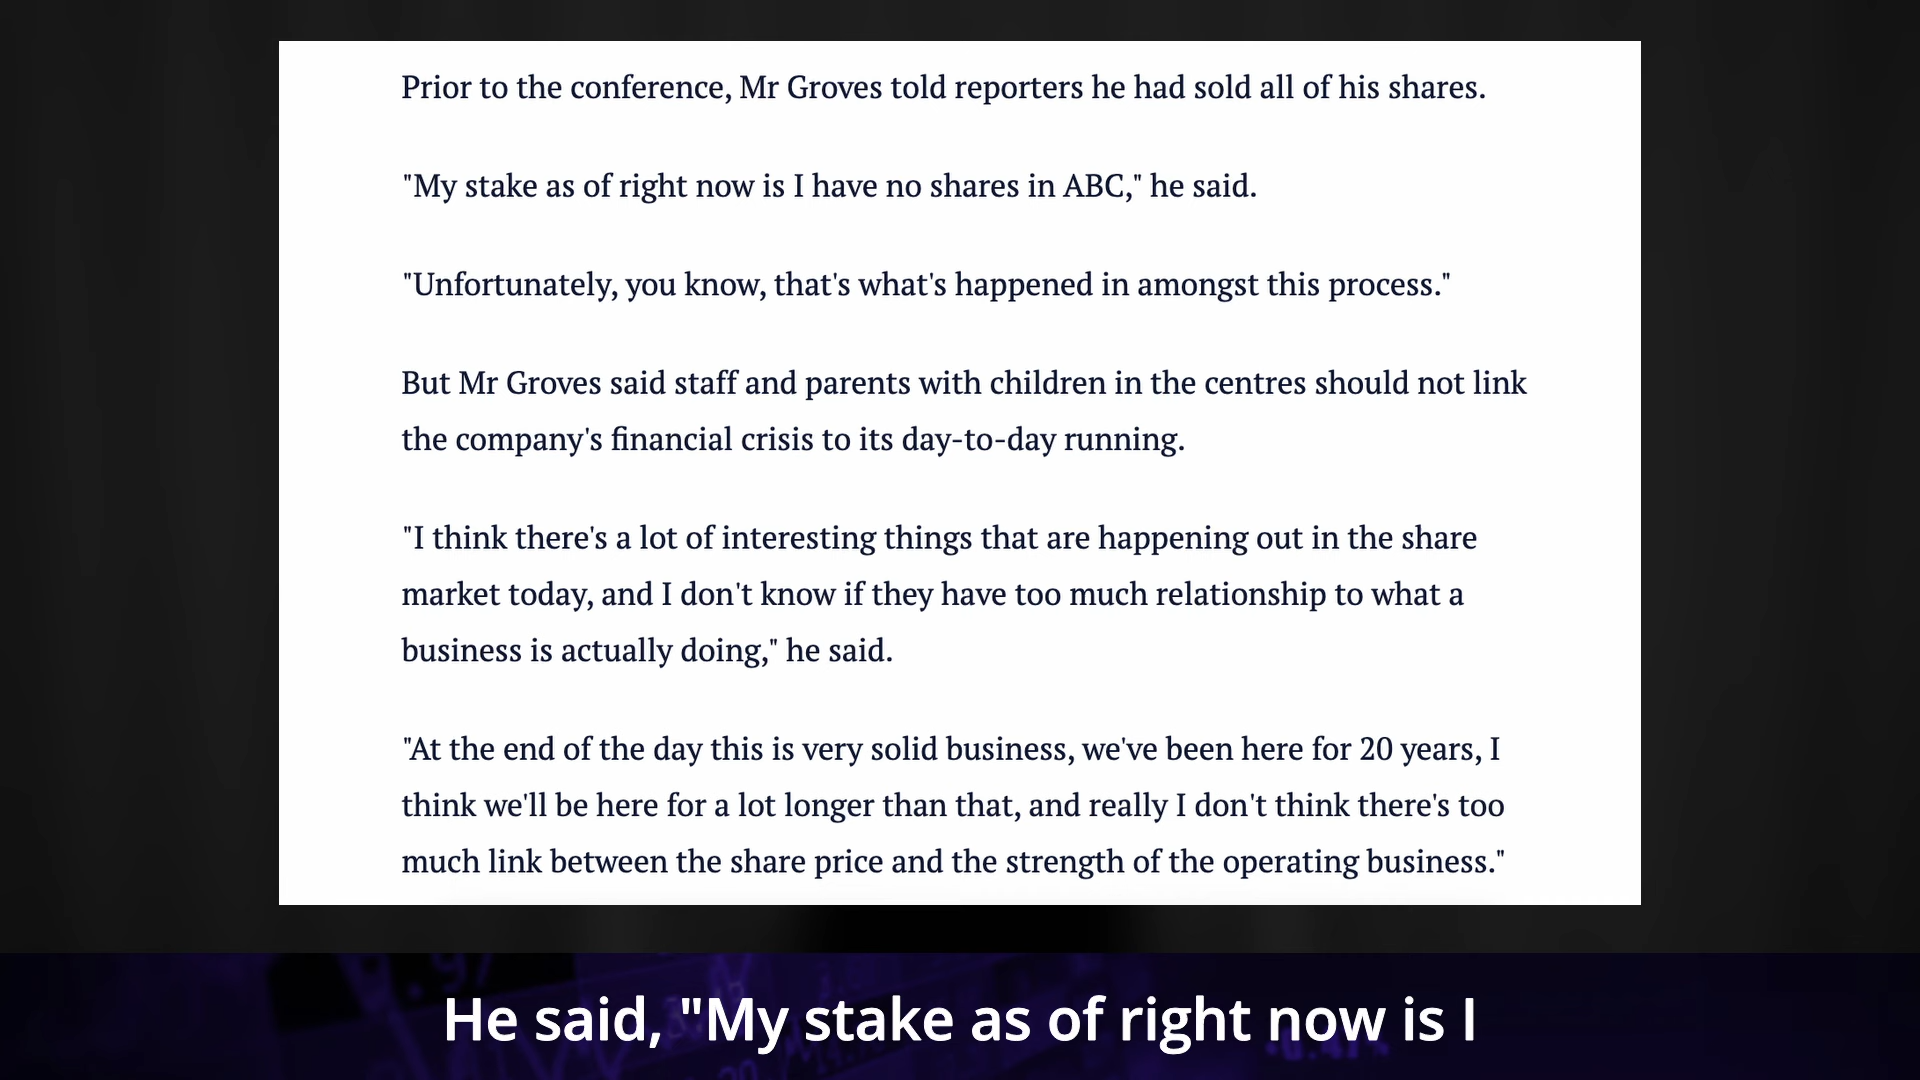 Prior to the conference, Mr Groves told reporters he had sold all of his shares.
"My stake as of right now is I have no shares in ABC," he said.
"Unfortunately, you know, that's what's happened in amongst this process."
But Mr Groves said staff and parents with children in the centres should not link
the company's financial crisis to its day-to-day running.
"I think there's a lot of interesting things that are happening out in the share
market today, and I don't know if they have too much relationship to what a
business is actually doing," he said.
"At the end of the day this is very solid business, we've been here for 20 years, I
think we'll be here for a lot longer than that, and really I don't think there's too
much link between the share price and the strength of the operating business."
He said, "My stake as of right now is I